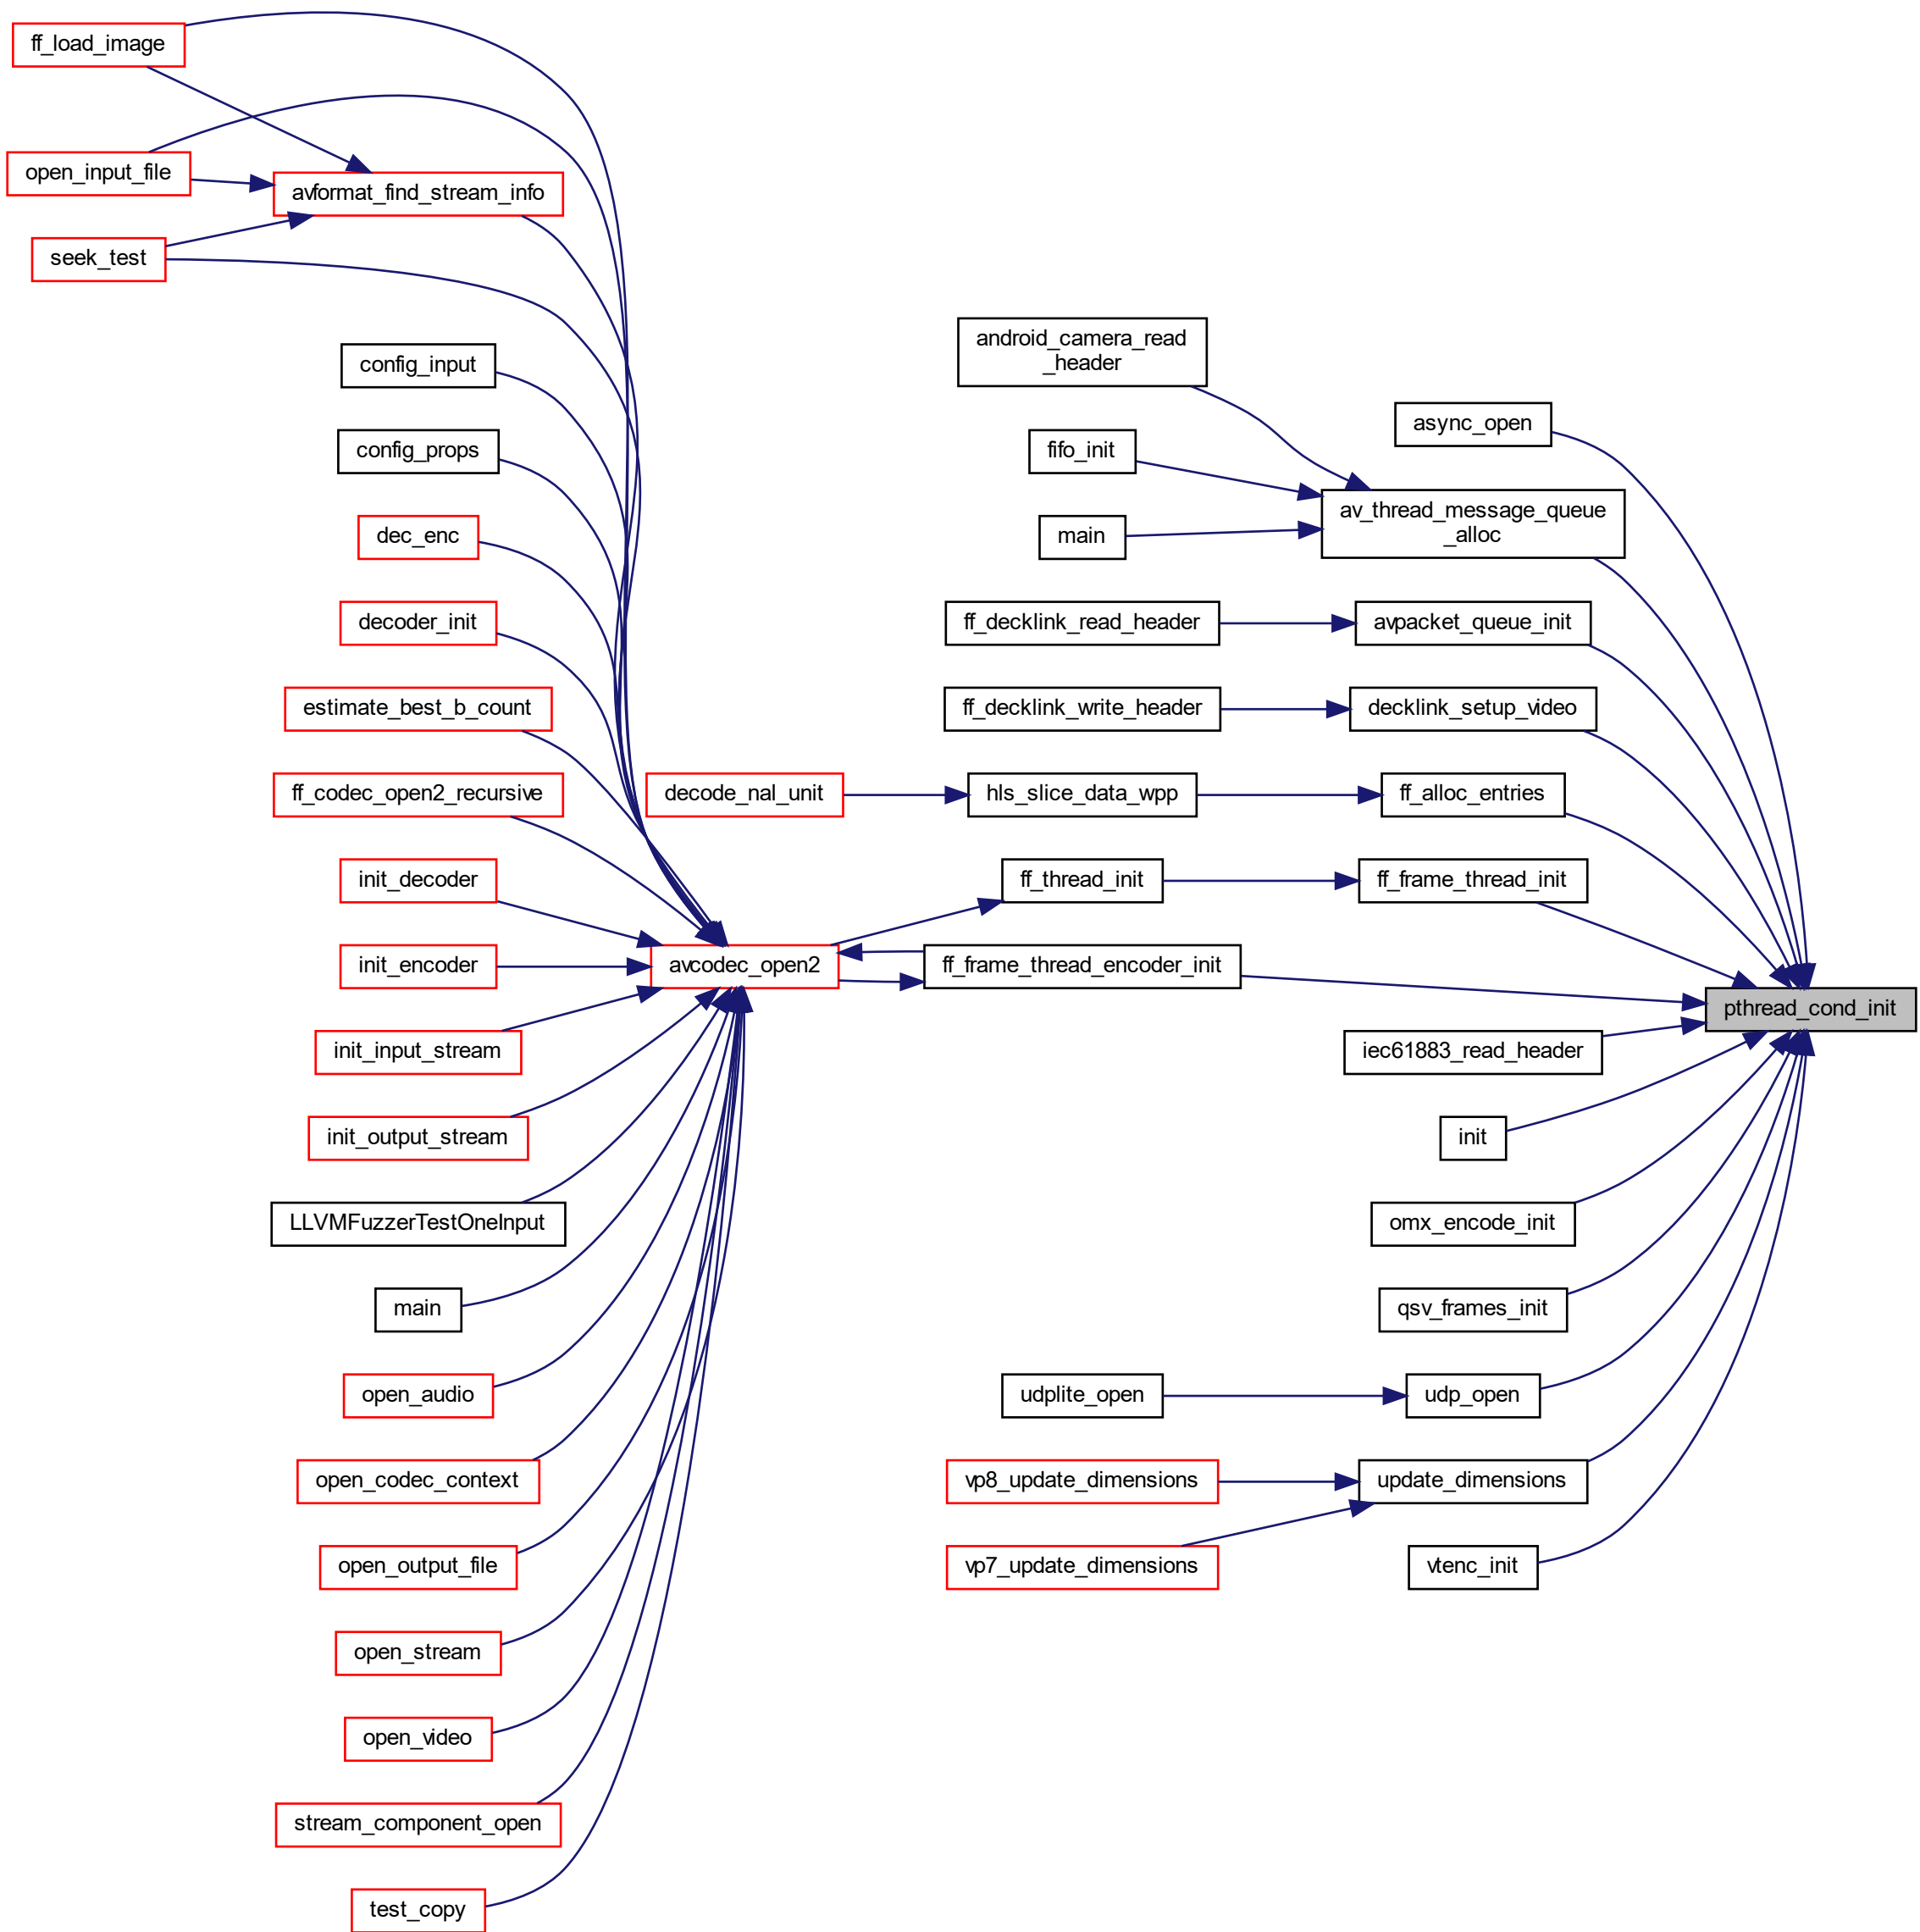 ff_load_image
open_input_file
avformat_find_stream_info
seek_test
config_input
config_props
dec_enc
decoder_init
estimate_best_b_count
ff_codec_open2_recursive
init_decoder
init_encoder
init_input_stream
init_output_stream
LLVMFuzzerTestOneInput
main
open_audio
open_codec_context
open_output_file
open_stream
open_video
stream_component_open
test_copy
decode_nal_unit
avcodec_open2
android_camera_read
_header
fifo_init
main
ff_decklink_read_header
ff_decklink_write_header
hls_slice_data_wpp
ff_thread_init
ff_frame_thread_encoder_init
udplite_open
vp8_update_dimensions
vp7_update_dimensions
async_open
av_thread_message_queue
_alloc
avpacket_queue_init
decklink_setup_video
ff_alloc_entries
ff_frame_thread_init
iec61883_read_header
init
omx_encode_init
qsv_frames_init
udp_open
update_dimensions
vtenc_init
pthread_cond_init